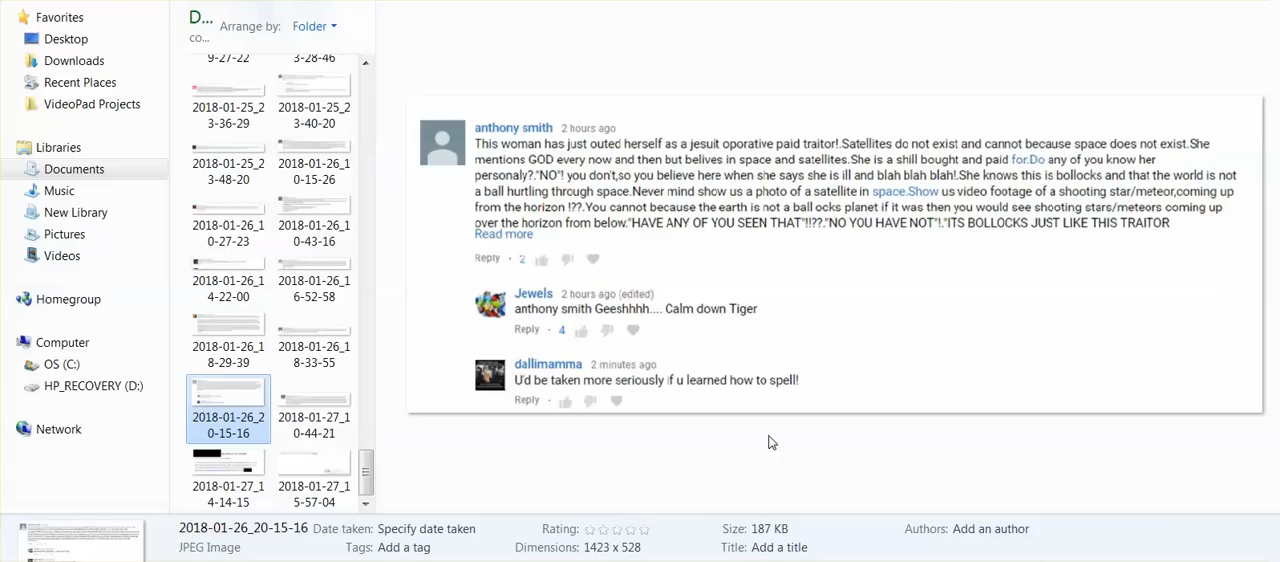 Favorites
Desktop
Downloads
Recent Places
VideoPad Projects
Libraries
Documents
Music
New Library
Pictures
Videos
Homegroup
Computer
OS (C:)
HP_RECOVERY (D:)
Network
D...
co...
Arrange by: Folder
9-27-22 3-28-46
2018-01-25_2 2018-01-25_2
3-36-29 3-40-20
2018-01-25_2 2018-01-26_1
3-48-20 0-15-26
2018-01-26_1 2018-01-26_1
0-27-23 0-43-16
2018-01-26_1 2018-01-26_1
4-22-00 6-52-58
2018-01-26_1 2018-01-26_1
8-29-39 8-33-55
2018-01-26_2 2018-01-27_1
0-15-16 0-44-21
2018-01-27_1 2018-01-27_1
4-14-15 5-57-04
anthony smith 2 hours ago
This woman has just outed herself as a jesuit oporative paid traitor!.Satellites do not exist and cannot because space does not exist.She
mentions GOD every now and then but belives in space and satellites.She is a shill bought and paid for.Do any of you know her
personaly?."NO"! you don't,so you believe here when she says she is ill and blah blah blah!.She knows this is bollocks and that the world is not
a ball hurtling through space.Never mind show us a photo of a satellite in space.Show us video footage of a shooting star/meteor,coming up
from the horizon !??.You cannot because the earth is not a ball ocks planet if it was then you would see shooting stars/meteors coming up
over the horizon from below."HAVE ANY OF YOU SEEN THAT"!!??."NO YOU HAVE NOT"!."ITS BOLLOCKS JUST LIKE THIS TRAITOR
Read more
Reply · 2
Jewels 2 hours ago (edited)
anthony smith Geeshhhh.... Calm down Tiger
Reply · 4
dallimamma 2 minutes ago
U'd be taken more seriously if u learned how to spell!
Reply ·
2018-01-26_20-15-16 Date taken: Specify date taken Rating: Size: 187 KB Authors: Add an author
JPEG Image Tags: Add a tag Dimensions: 1423 x 528 Title: Add a title